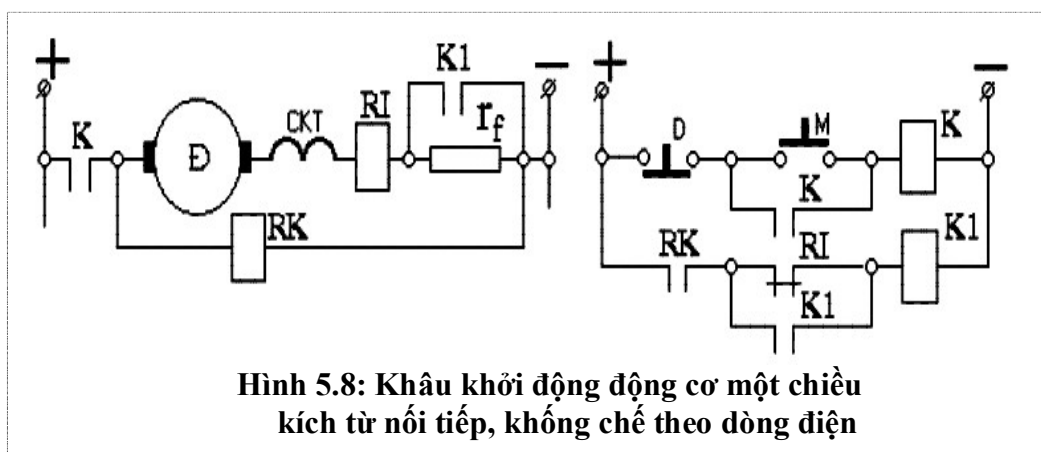 + − + −
K1
K Đ CKT RI r_f
RK
D M K
K
RK RI K1
K1
Hình 5.8: Khâu khởi động động cơ một chiều
kích từ nối tiếp, khống chế theo dòng điện